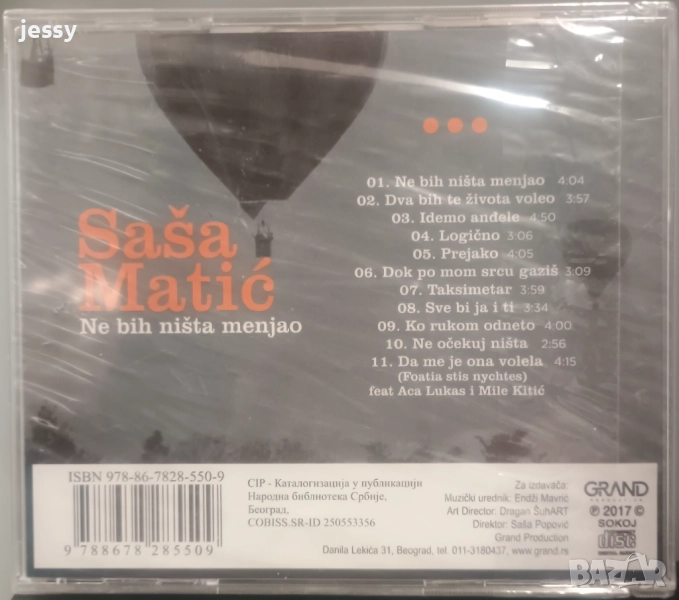 jessy
Saša
Matić
Ne bih ništa menjao
01. Ne bih ništa menjao 4:04
02. Dva bih te života voleo 3:57
03. Idemo anđele 4:50
04. Logično 3:06
05. Prejako 4:05
06. Dok po mom srcu gaziš 3:09
07. Taksimetar 3:59
08. Sve bi ja i ti 3:34
09. Ko rukom odneto 4:00
10. Ne očekuj ništa 2:56
11. Da me je ona volela 4:15
(Foatia stis nychtes)
feat Aca Lukas i Mile Kitić
ISBN 978-86-7828-550-9
9 788678 285509
CIP - Каталогизација у публикацији
Народна библиотека Србије,
Београд,
COBISS.SR-ID 250553356
Za izdavača:
Muzički urednik: Endži Mavrić
Art Director: Dragan ŠuhART
Direktor: Saša Popović
Grand Production
Danila Lekića 31, Beograd, tel. 011-3180437, www.grand.rs
GRAND
PRODUCTION
℗ 2017 ©
SOKOJ
disc
BAZAR